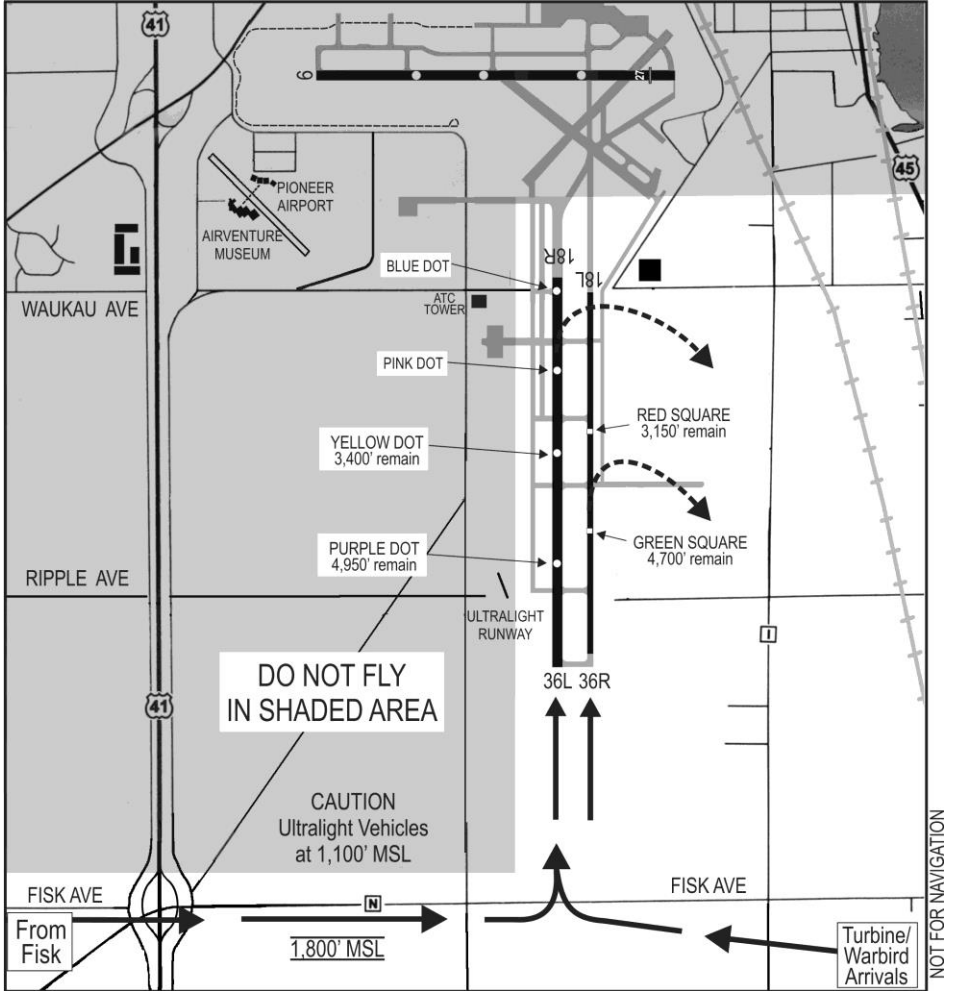 41
9
27
45
PIONEER
AIRPORT
AIRVENTURE
MUSEUM
18R
18L
BLUE DOT
WAUKAU AVE
ATC
TOWER
PINK DOT
RED SQUARE
3,150' remain
YELLOW DOT
3,400' remain
GREEN SQUARE
4,700' remain
PURPLE DOT
4,950' remain
RIPPLE AVE
ULTRALIGHT
RUNWAY
I
DO NOT FLY
IN SHADED AREA
36L 36R
41
CAUTION
Ultralight Vehicles
at 1,100' MSL
FISK AVE
FISK AVE
N
From
Fisk
1,800' MSL
Turbine/
Warbird
Arrivals
NOT FOR NAVIGATION